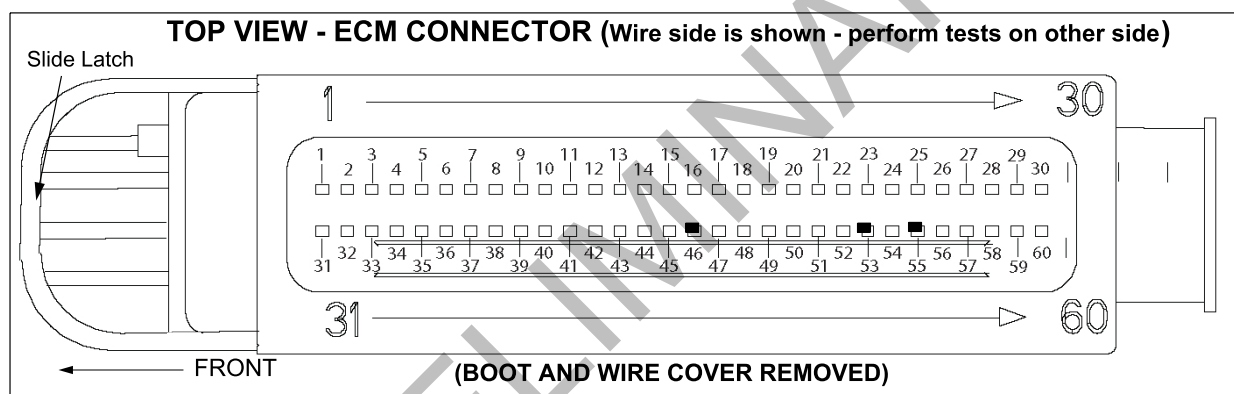 TOP VIEW - ECM CONNECTOR (Wire side is shown - perform tests on other side)
Slide Latch
1 30
1 2 3 4 5 6 7 8 9 10 11 12 13 14 15 16 17 18 19 20 21 22 23 24 25 26 27 28 29 30
31 32 33 34 35 36 37 38 39 40 41 42 43 44 45 46 47 48 49 50 51 52 53 54 55 56 57 58 59 60
31 60
FRONT
(BOOT AND WIRE COVER REMOVED)
ELIMINA